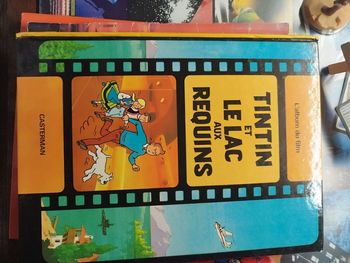 L'album du film
TINTIN
ET
LE LAC
AUX
REQUINS
CASTERMAN